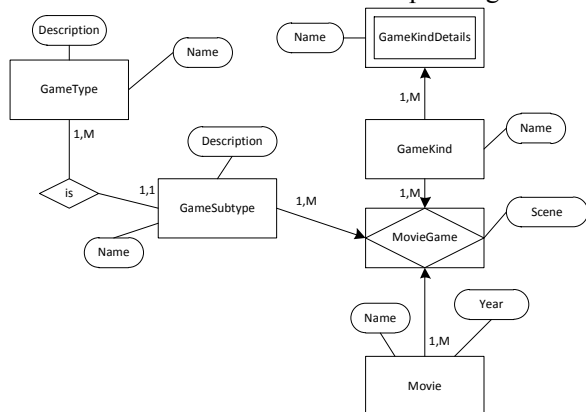 Description
Name
GameType
1,M
is
1,1
Description
GameSubtype
Name
1,M
Name
GameKindDetails
1,M
GameKind
Name
1,M
MovieGame
Scene
Name
Year
1,M
Movie